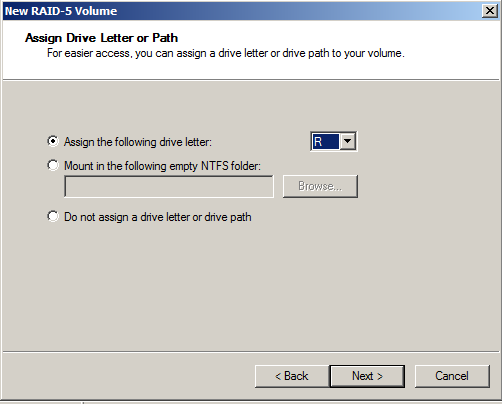 New RAID-5 Volume
Assign Drive Letter or Path
For easier access, you can assign a drive letter or drive path to your volume.
Assign the following drive letter: R
Mount in the following empty NTFS folder:
Browse...
Do not assign a drive letter or drive path
< Back Next > Cancel